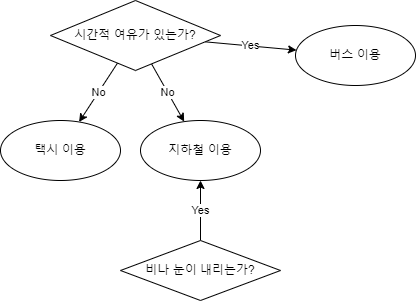 시간적 여유가 있는가?
Yes
버스 이용
No
No
택시 이용
지하철 이용
Yes
비나 눈이 내리는가?